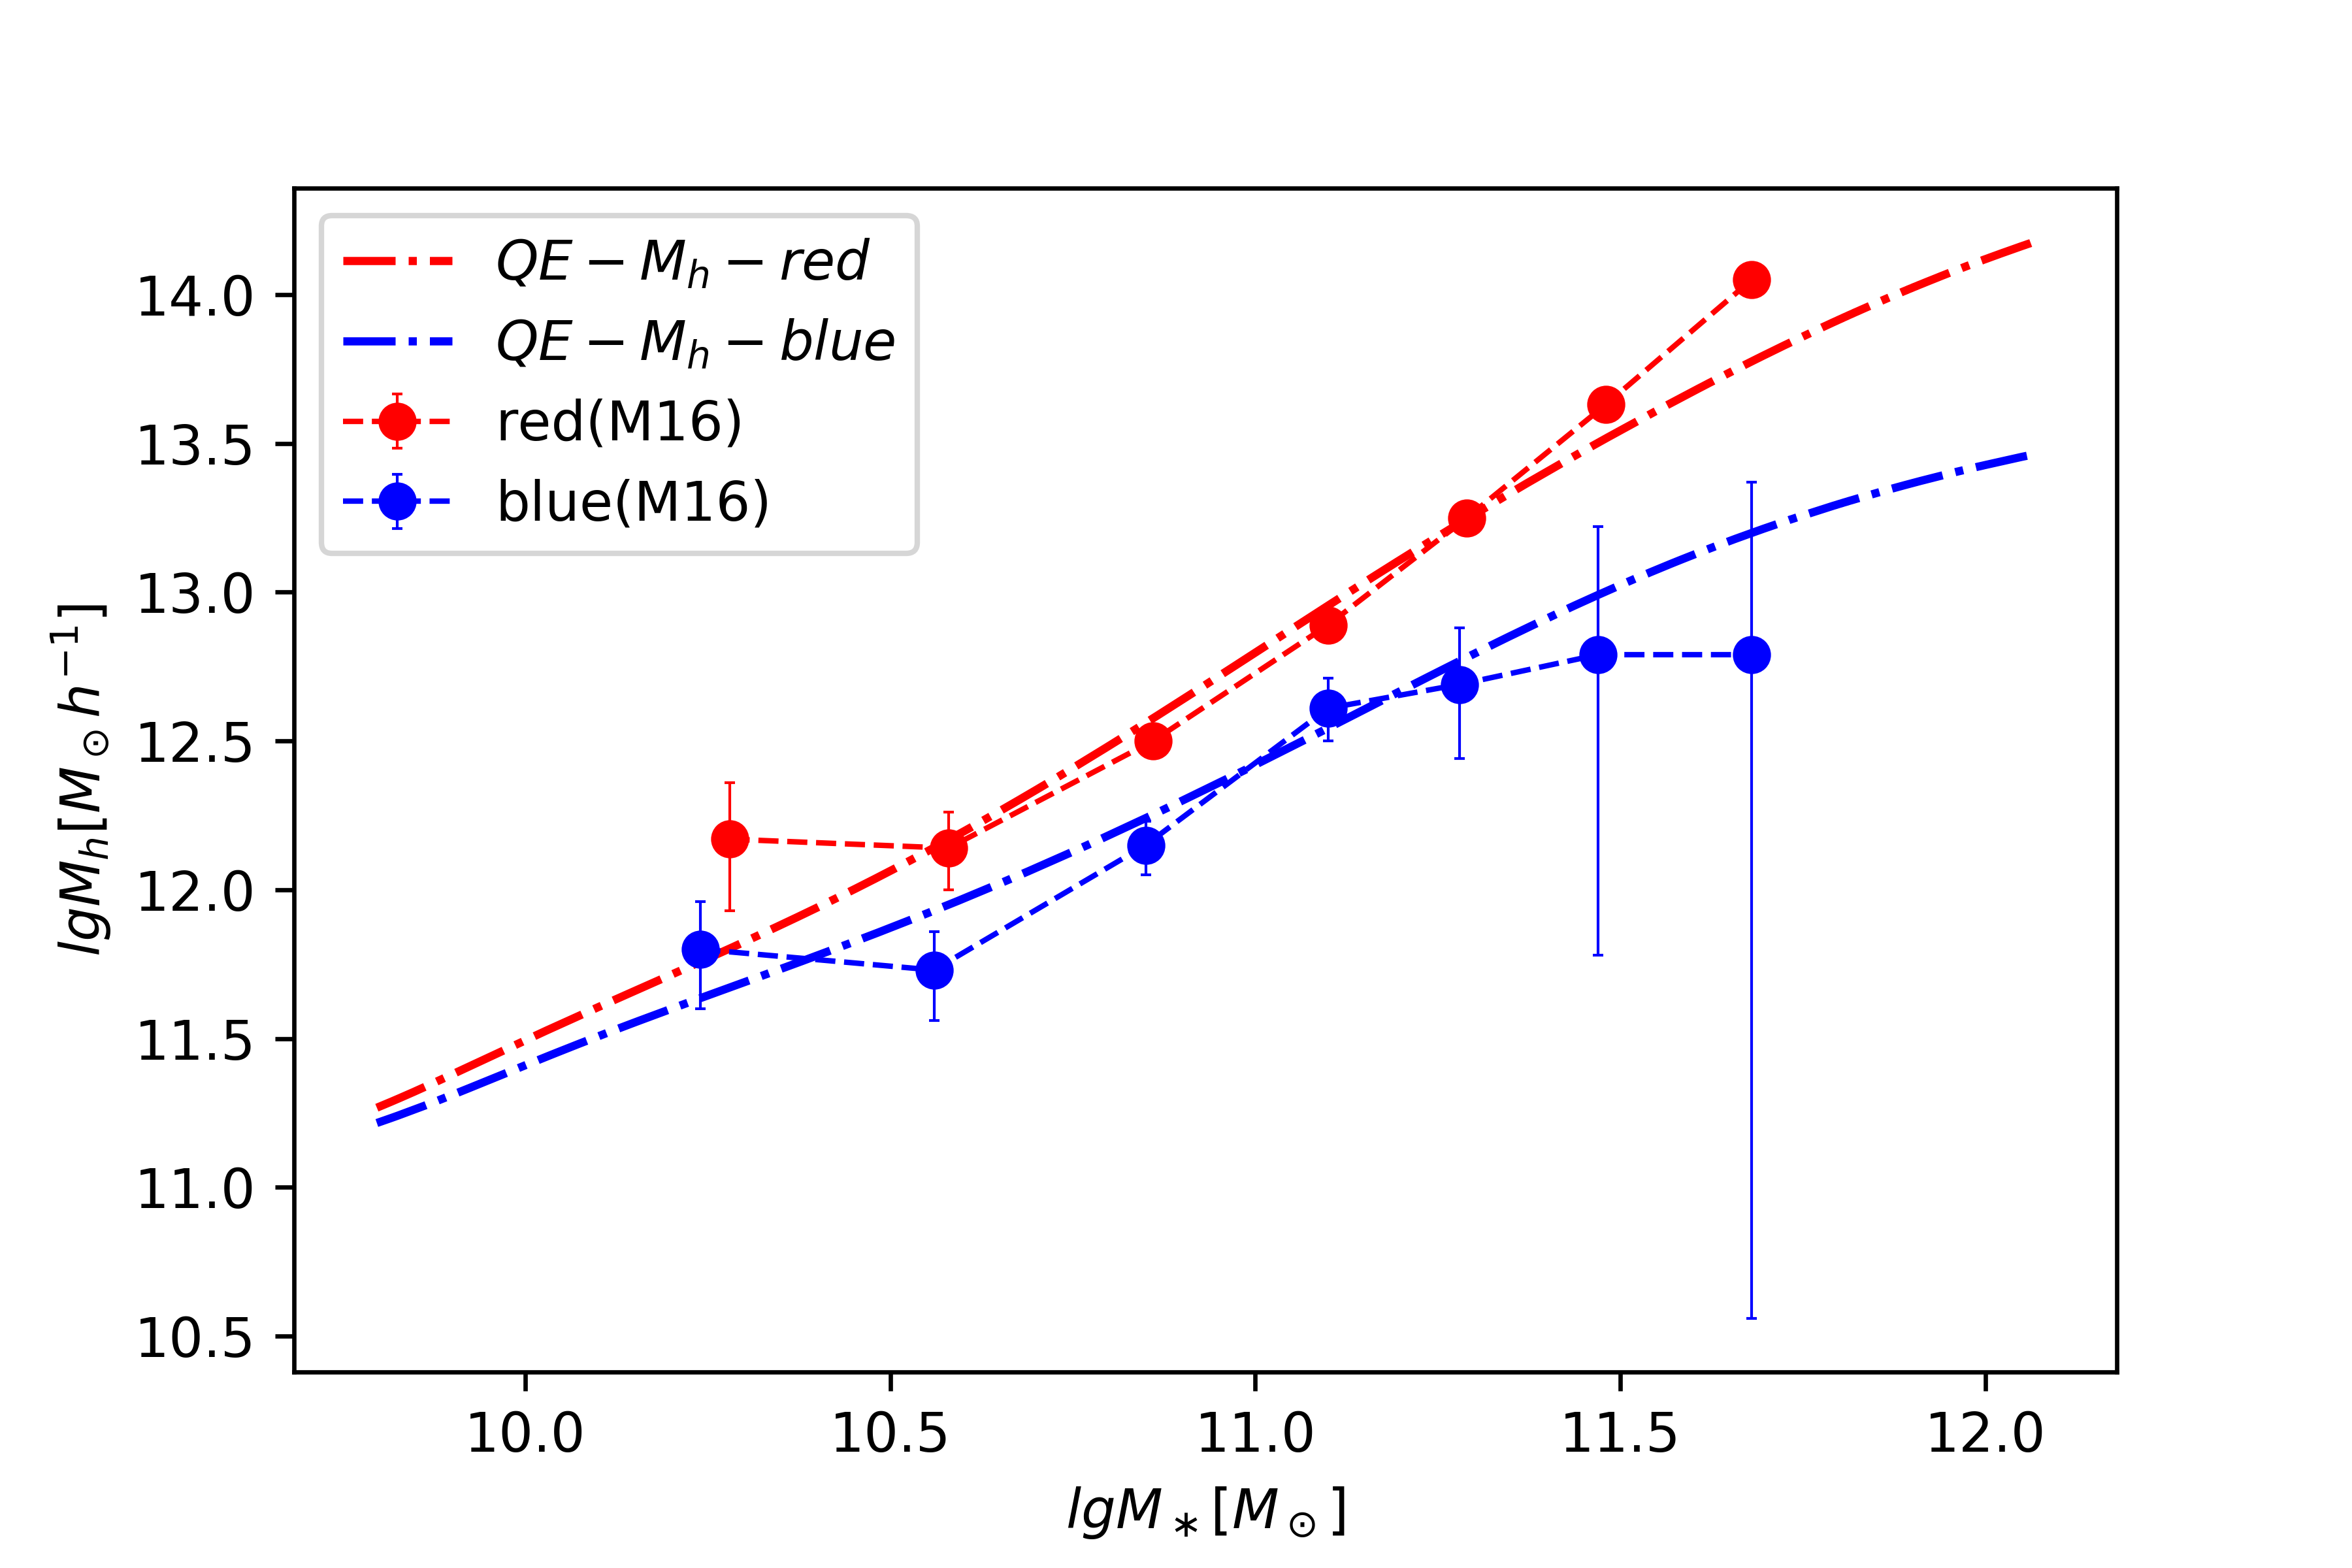 QE − M_h − red
QE − M_h − blue
red(M16)
blue(M16)
14.0
13.5
13.0
12.5
12.0
11.5
11.0
10.5
lgM_h[M_⊙h^{−1}]
10.0 10.5 11.0 11.5 12.0
lgM_*[M_⊙]